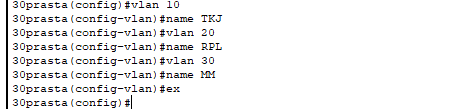 30prasta(config)#vlan 10
30prasta(config-vlan)#name TKJ
30prasta(config-vlan)#vlan 20
30prasta(config-vlan)#name RPL
30prasta(config-vlan)#vlan 30
30prasta(config-vlan)#name MM
30prasta(config-vlan)#ex
30prasta(config)#